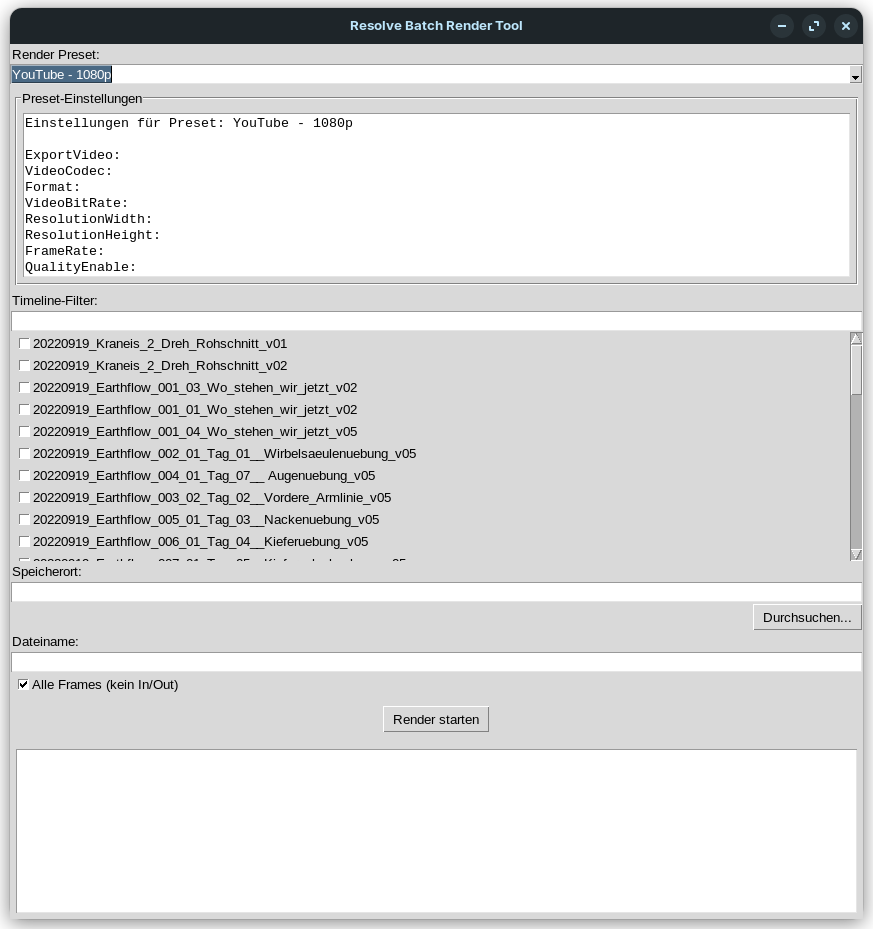 Resolve Batch Render Tool
Render Preset:
YouTube - 1080p
Preset-Einstellungen
Einstellungen für Preset: YouTube - 1080p
ExportVideo:
VideoCodec:
Format:
VideoBitRate:
ResolutionWidth:
ResolutionHeight:
FrameRate:
QualityEnable:
Timeline-Filter:
20220919_Kraneis_2_Dreh_Rohschnitt_v01
20220919_Kraneis_2_Dreh_Rohschnitt_v02
20220919_Earthflow_001_03_Wo_stehen_wir_jetzt_v02
20220919_Earthflow_001_01_Wo_stehen_wir_jetzt_v02
20220919_Earthflow_001_04_Wo_stehen_wir_jetzt_v05
20220919_Earthflow_002_01_Tag_01__Wirbelsaeulenuebung_v05
20220919_Earthflow_004_01_Tag_07__ Augenuebung_v05
20220919_Earthflow_003_02_Tag_02__Vordere_Armlinie_v05
20220919_Earthflow_005_01_Tag_03__Nackenuebung_v05
20220919_Earthflow_006_01_Tag_04__Kieferuebung_v05
Speicherort:
Durchsuchen...
Dateiname:
Alle Frames (kein In/Out)
Render starten